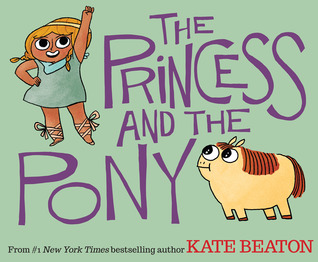 THE
PRINCESS
AND THE
PONY
From #1 New York Times bestselling author KATE BEATON